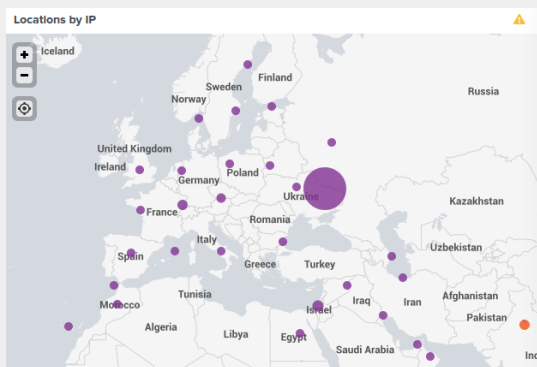 Locations by IP
+
−
Iceland
Finland
Sweden
Norway
Russia
United Kingdom
Ireland
Poland
Germany
Ukraine
Kazakhstan
France
Romania
Italy
Uzbekistan
Spain
Greece
Turkey
Tunisia
Afghanistan
Morocco
Iraq
Iran
Israel
Pakistan
Algeria
Libya
Egypt
Saudi Arabia
Inc